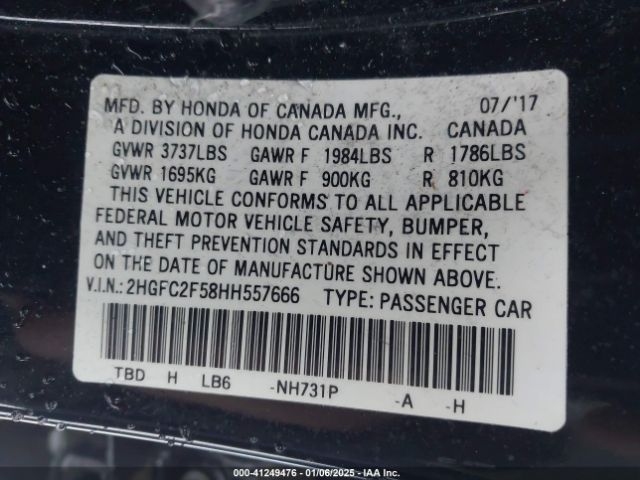 MFD. BY HONDA OF CANADA MFG., 07/'17
A DIVISION OF HONDA CANADA INC. CANADA
GVWR 3737LBS GAWR F 1984LBS R 1786LBS
GVWR 1695KG GAWR F 900KG R 810KG
THIS VEHICLE CONFORMS TO ALL APPLICABLE
FEDERAL MOTOR VEHICLE SAFETY, BUMPER,
AND THEFT PREVENTION STANDARDS IN EFFECT
ON THE DATE OF MANUFACTURE SHOWN ABOVE.
V.I.N.: 2HGFC2F58HH557666 TYPE: PASSENGER CAR
TBD H LB6 -NH731P -A -H
000-41249476 - 01/06/2025 - IAA Inc.